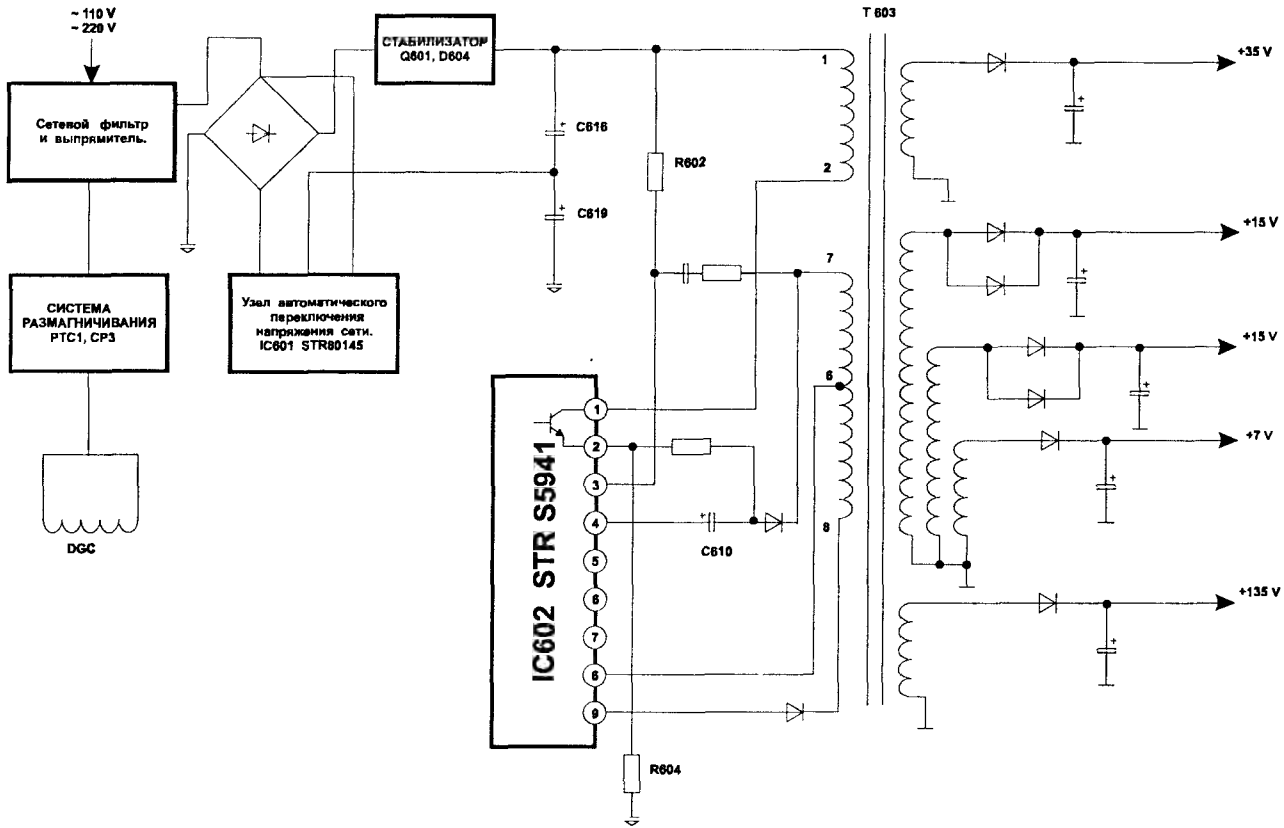 ~ 110 V
~ 220 V
T 603
СТАБИЛИЗАТОР
Q601, D604
+35 V
Сетевой фильтр
и выпрямитель.
1
C616
R602
2
C619
+15 V
7
СИСТЕМА
РАЗМАГНИЧИВАНИЯ
PTC1, CP3
Узел автоматического
переключения
напряжения сети.
IC601 STR80145
+15 V
6
IC602 STR S5941
1
2
3
4
5
6
7
8
9
+7 V
C610
8
DGC
+135 V
R604